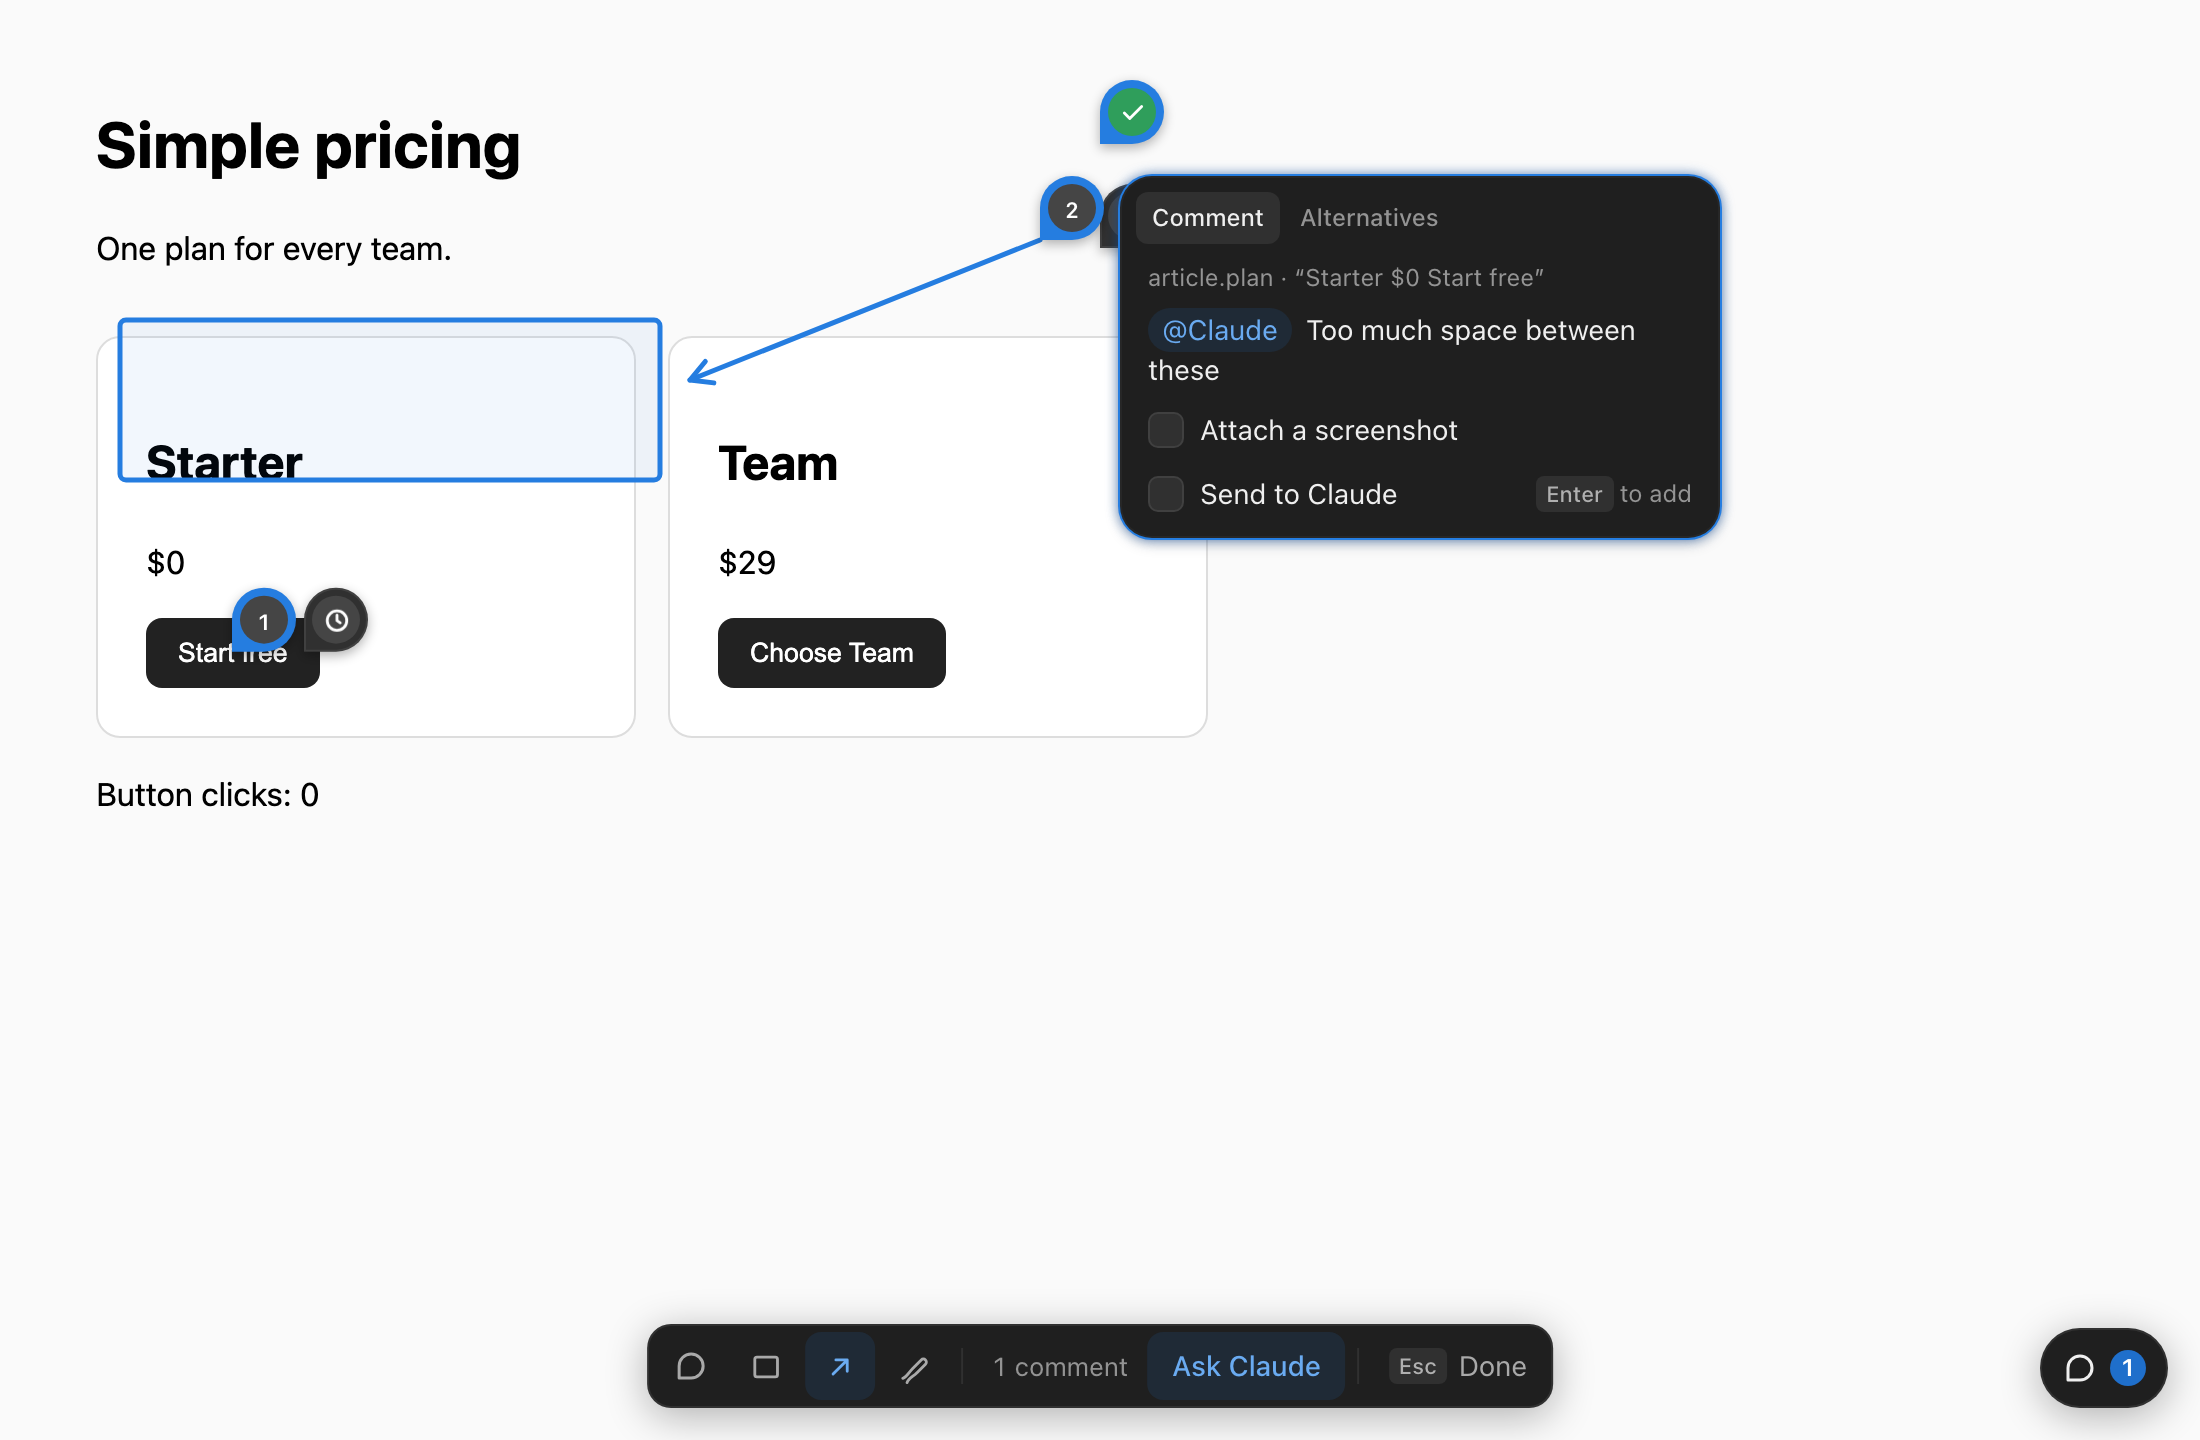 Simple pricing
One plan for every team.
2
Comment Alternatives
article.plan · “Starter $0 Start free”
@Claude Too much space between
these
Attach a screenshot
Send to Claude Enter to add
Starter
$0
1
Start free
Team
$29
Choose Team
Button clicks: 0
1 comment Ask Claude Esc Done
1